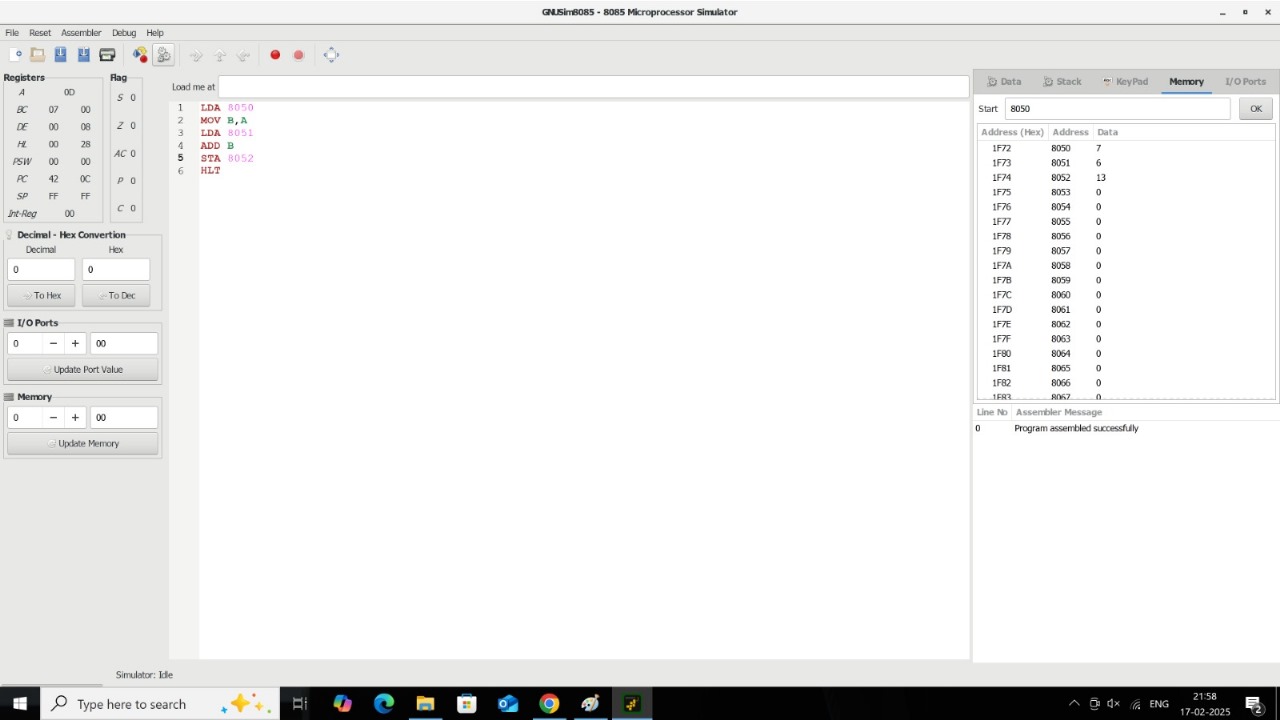 GNUSim8085 - 8085 Microprocessor Simulator
File Reset Assembler Debug Help
Registers
A 0D
BC 07 00
DE 00 08
HL 00 28
PSW 00 00
PC 42 0C
SP FF FF
Int-Reg 00
Flag
S 0
Z 0
AC 0
P 0
C 0
Decimal - Hex Convertion
Decimal Hex
0 0
To Hex To Dec
I/O Ports
0 − + 00
Update Port Value
Memory
0 − + 00
Update Memory
Load me at
1 LDA 8050
2 MOV B,A
3 LDA 8051
4 ADD B
5 STA 8052
6 HLT
Data Stack KeyPad Memory I/O Ports
Start 8050 OK
Address (Hex) Address Data
1F72 8050 7
1F73 8051 6
1F74 8052 13
1F75 8053 0
1F76 8054 0
1F77 8055 0
1F78 8056 0
1F79 8057 0
1F7A 8058 0
1F7B 8059 0
1F7C 8060 0
1F7D 8061 0
1F7E 8062 0
1F7F 8063 0
1F80 8064 0
1F81 8065 0
1F82 8066 0
1F83 8067 0
Line No Assembler Message
0 Program assembled successfully
Simulator: Idle
Type here to search
ENG
21:58
17-02-2025
2